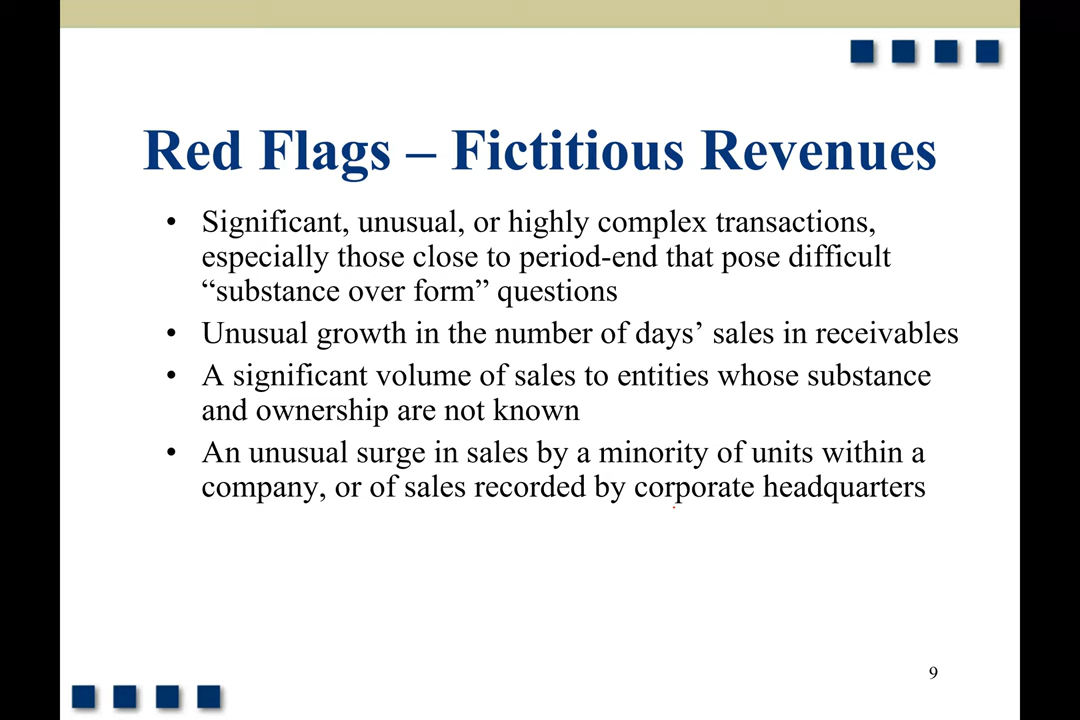 Red Flags – Fictitious Revenues
• Significant, unusual, or highly complex transactions,
especially those close to period-end that pose difficult
“substance over form” questions
• Unusual growth in the number of days’ sales in receivables
• A significant volume of sales to entities whose substance
and ownership are not known
• An unusual surge in sales by a minority of units within a
company, or of sales recorded by corporate headquarters
9